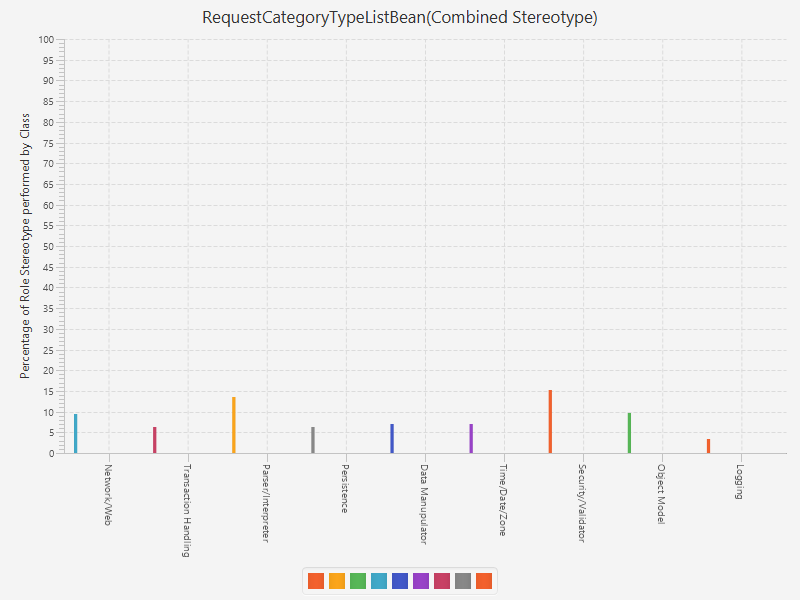 RequestCategoryTypeListBean(Combined Stereotype)
Percentage of Role Stereotype performed by Class
100
95
90
85
80
75
70
65
60
55
50
45
40
35
30
25
20
15
10
5
0
Network/Web
Transaction Handling
Parser/Interpreter
Persistence
Data Manupulator
Time/Date/Zone
Security/Validator
Object Model
Logging